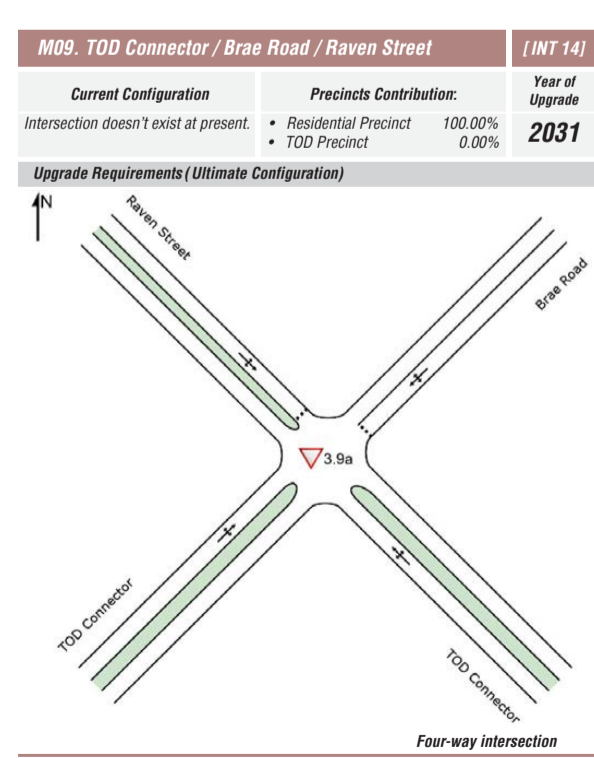 M09. TOD Connector / Brae Road / Raven Street
[ INT 14]
Current Configuration
Precincts Contribution:
Year of
Upgrade
Intersection doesn't exist at present.
• Residential Precinct 100.00%
• TOD Precinct 0.00%
2031
Upgrade Requirements ( Ultimate Configuration)
N
Raven Street
Brae Road
3.9a
TOD Connector
TOD Connector
Four-way intersection